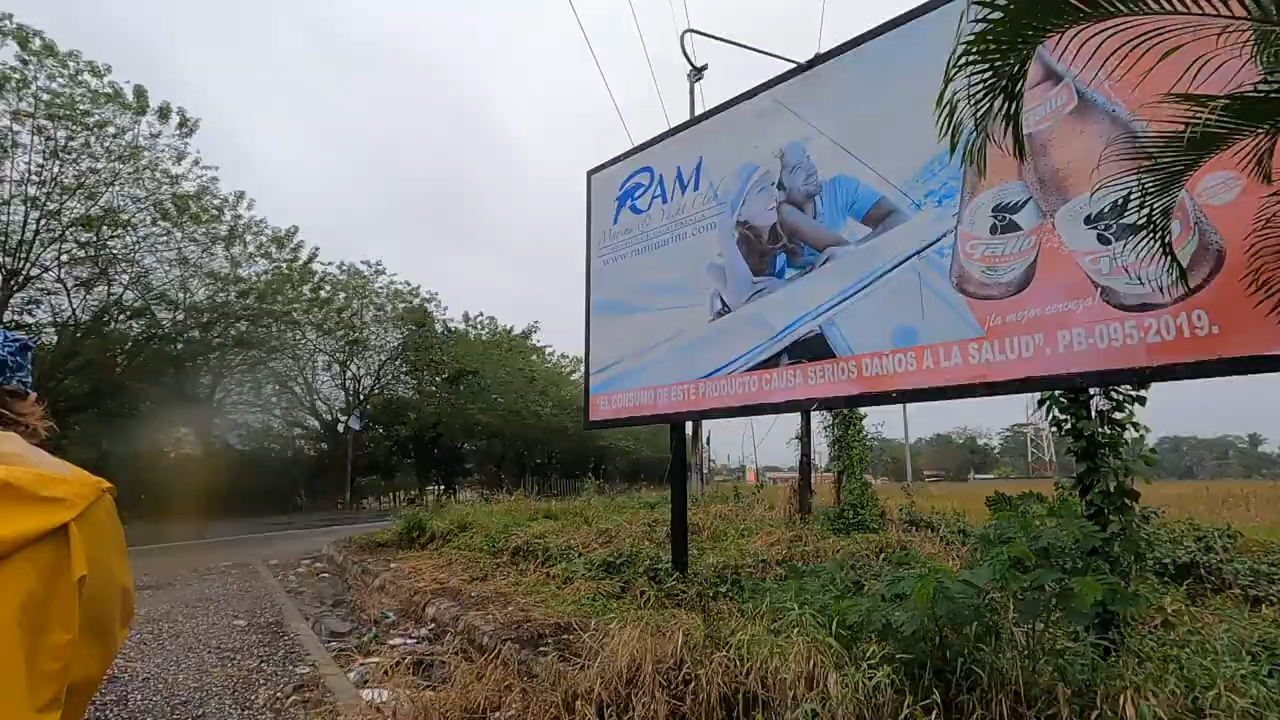 RAM
Marina & Yacht Club
www.rammarina.com
Gallo
Gallo
Gallo
¡la mejor cerveza!
"EL CONSUMO DE ESTE PRODUCTO CAUSA SERIOS DAÑOS A LA SALUD". PB-095-2019.